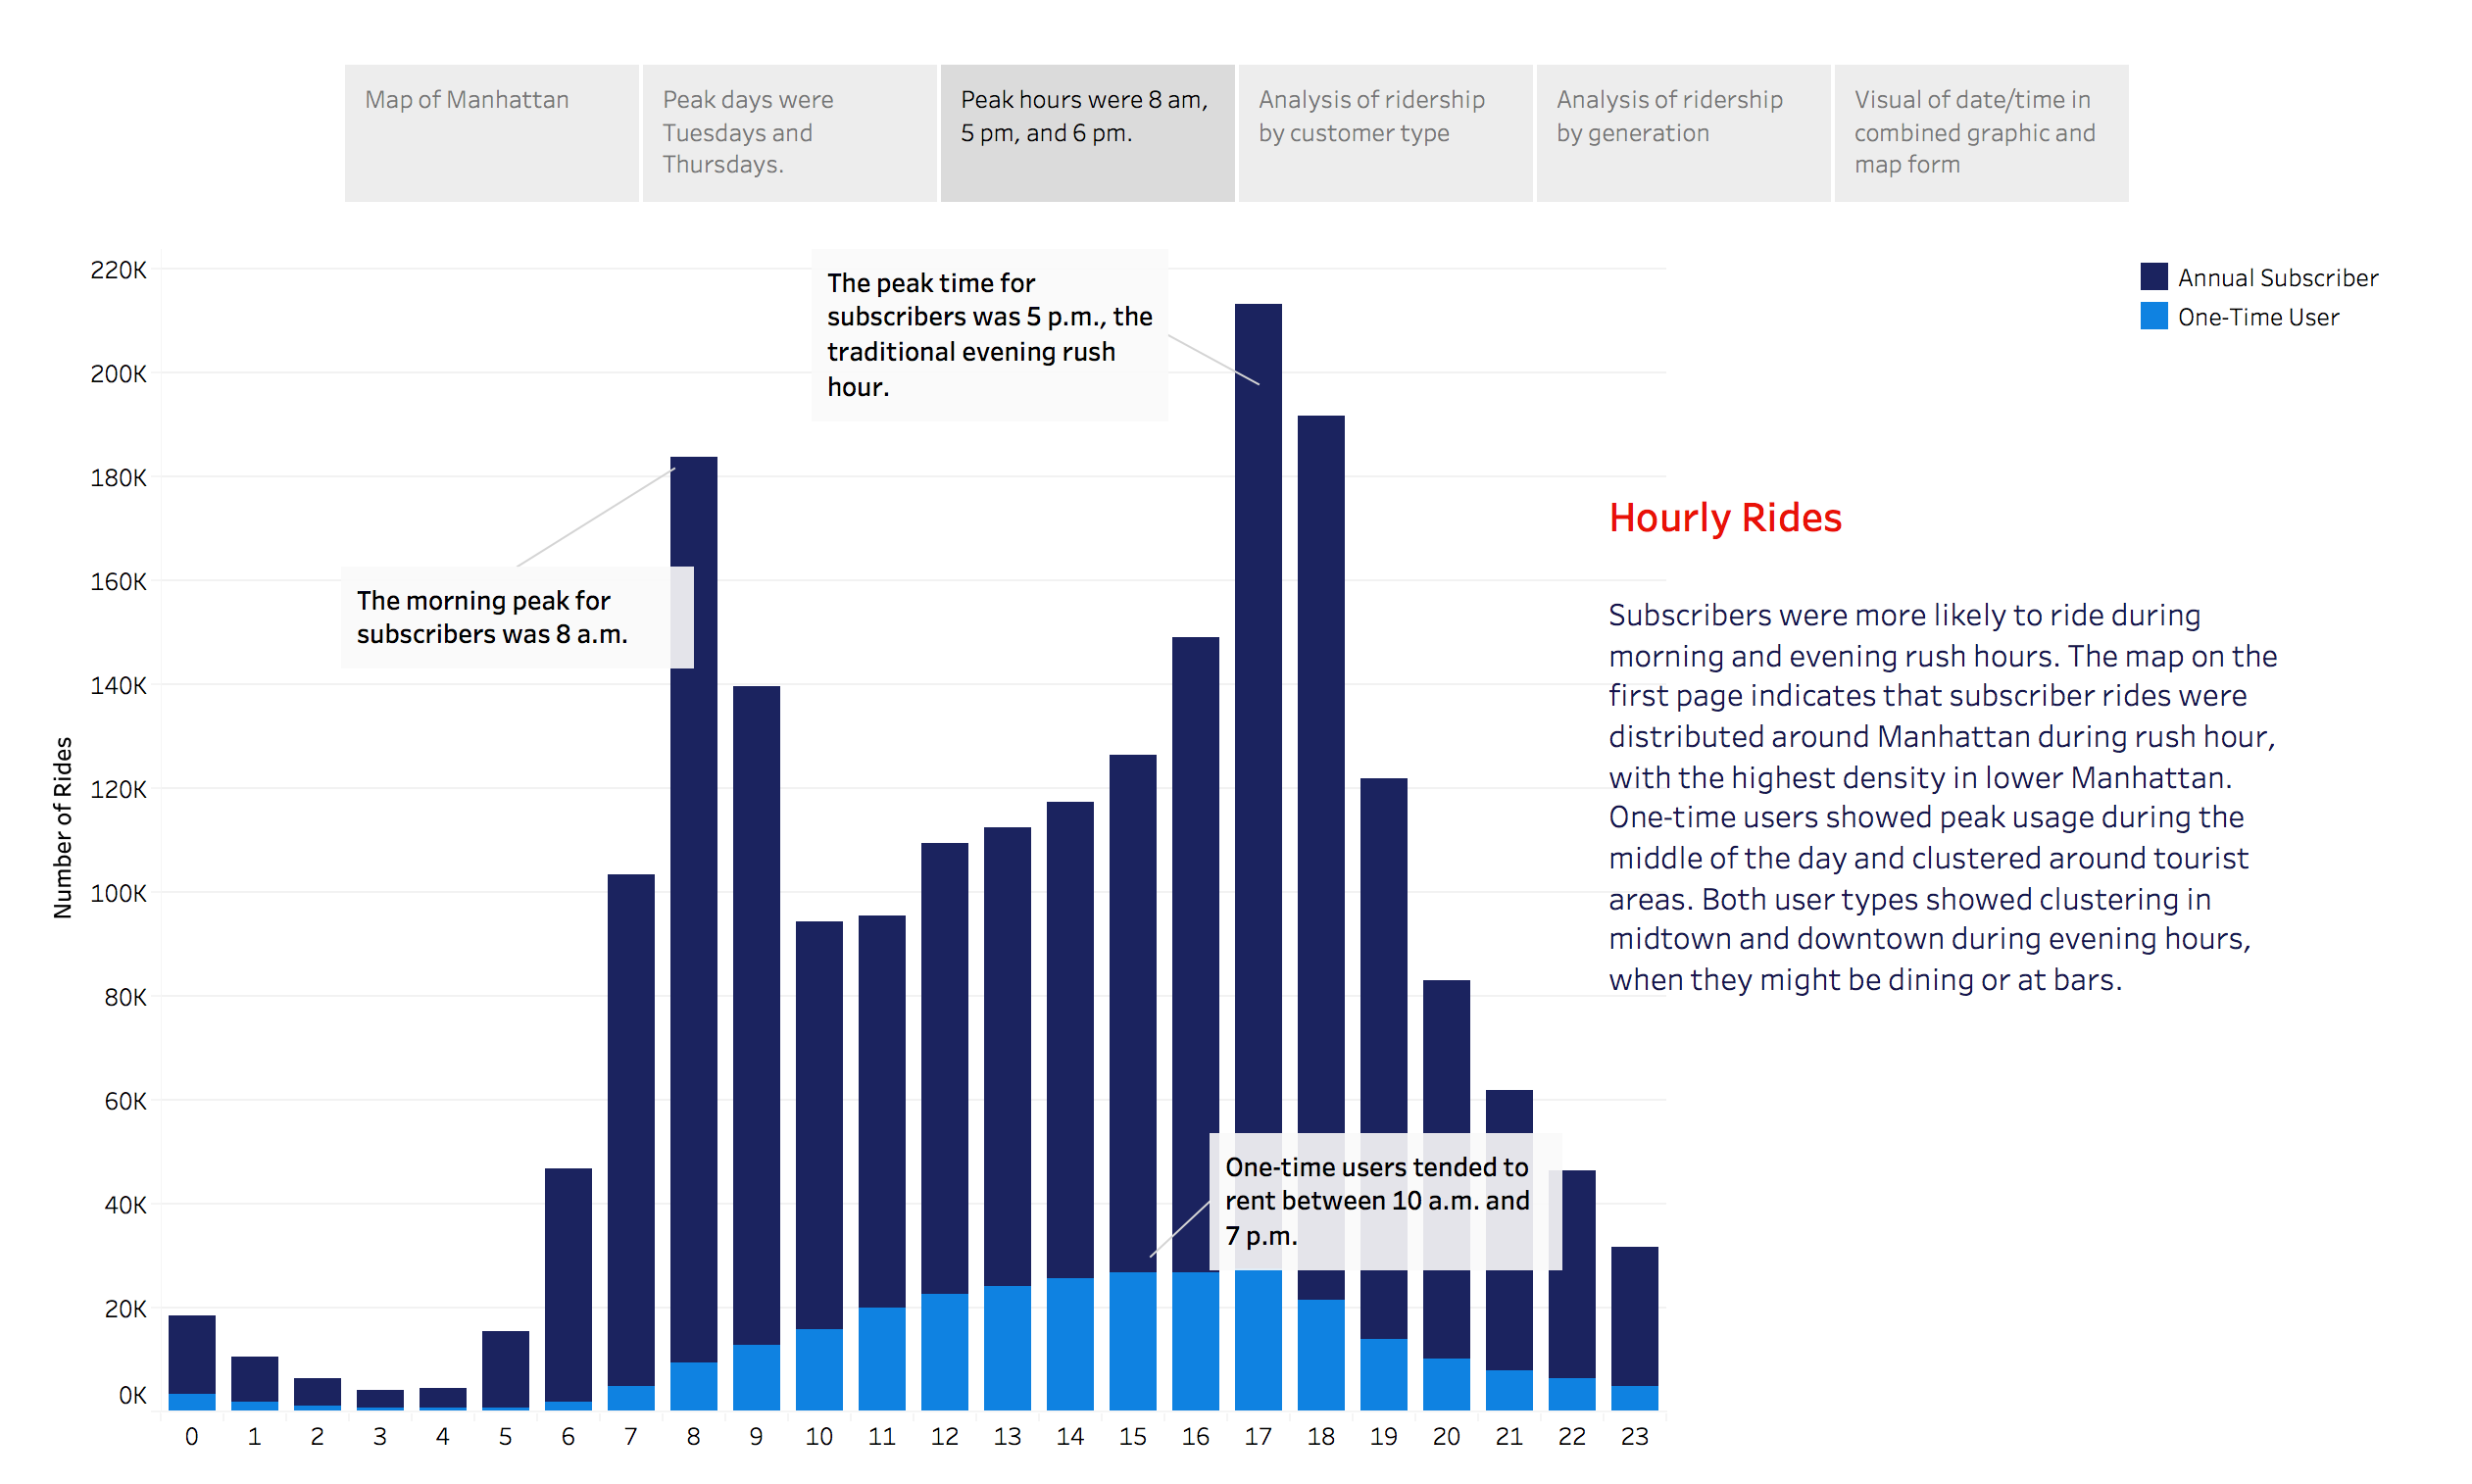 Map of Manhattan
Peak days were
Tuesdays and
Thursdays.
Peak hours were 8 am,
5 pm, and 6 pm.
Analysis of ridership
by customer type
Analysis of ridership
by generation
Visual of date/time in
combined graphic and
map form
Annual Subscriber
One-Time User
220K
200K
180K
160K
140K
120K
100K
80K
60K
40K
20K
0K
Number of Rides
The peak time for
subscribers was 5 p.m., the
traditional evening rush
hour.
The morning peak for
subscribers was 8 a.m.
One-time users tended to
rent between 10 a.m. and
7 p.m.
Hourly Rides
Subscribers were more likely to ride during
morning and evening rush hours. The map on the
first page indicates that subscriber rides were
distributed around Manhattan during rush hour,
with the highest density in lower Manhattan.
One-time users showed peak usage during the
middle of the day and clustered around tourist
areas. Both user types showed clustering in
midtown and downtown during evening hours,
when they might be dining or at bars.
0 1 2 3 4 5 6 7 8 9 10 11 12 13 14 15 16 17 18 19 20 21 22 23